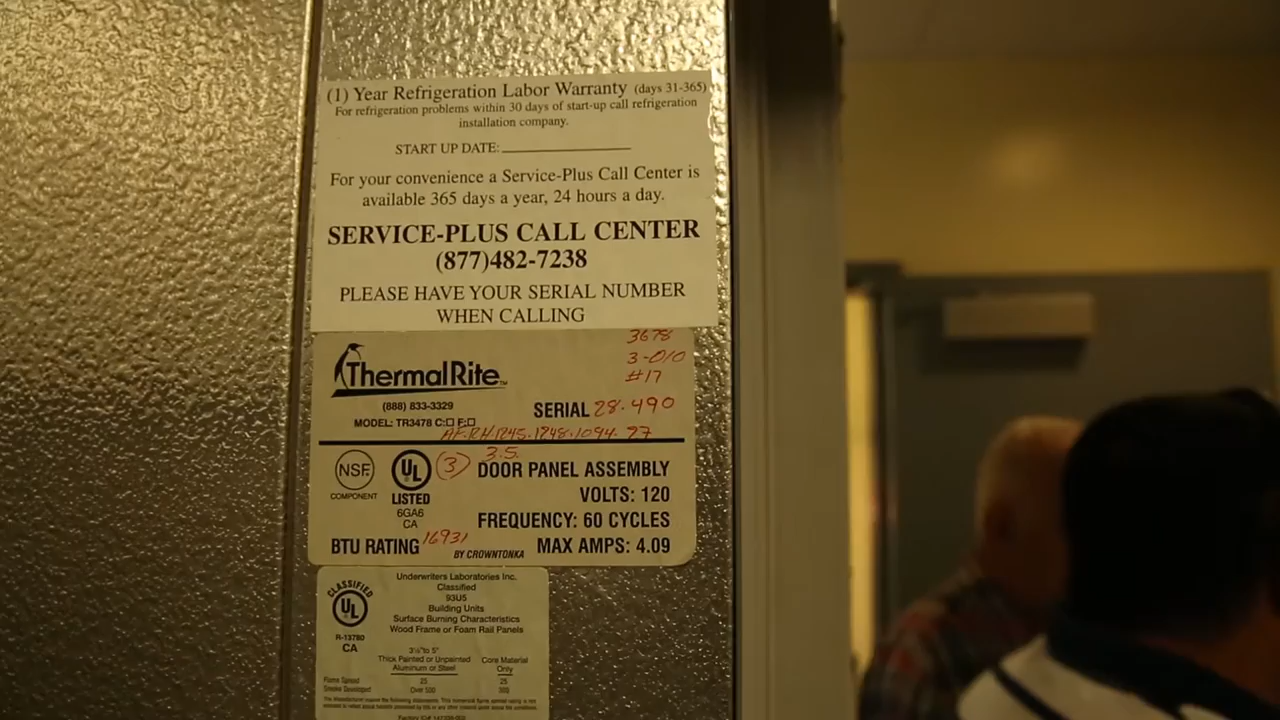 (1) Year Refrigeration Labor Warranty (days 31-365)
For refrigeration problems within 30 days of start-up call refrigeration
installation company.
START UP DATE:
For your convenience a Service-Plus Call Center is
available 365 days a year, 24 hours a day.
SERVICE-PLUS CALL CENTER
(877)482-7238
PLEASE HAVE YOUR SERIAL NUMBER
WHEN CALLING
3678
3-010
#17
ThermalRite
(888) 833-3329
SERIAL 28.490
MODEL: TR3478 C:☐ F:☐
3.5.
(3) DOOR PANEL ASSEMBLY
NSF
COMPONENT
UL
LISTED
6GA6
CA
VOLTS: 120
FREQUENCY: 60 CYCLES
BTU RATING 16931
BY CROWNTONKA
MAX AMPS: 4.09
CLASSIFIED
UL
R-13780
CA
Underwriters Laboratories Inc.
Classified
93U5
Building Units
Surface Burning Characteristics
Wood Frame or Foam Rail Panels
3½"to 5"
Thick Painted or Unpainted
Aluminum or Steel
Core Material
Only
Flame Spread 25 25
Smoke Developed Over 500